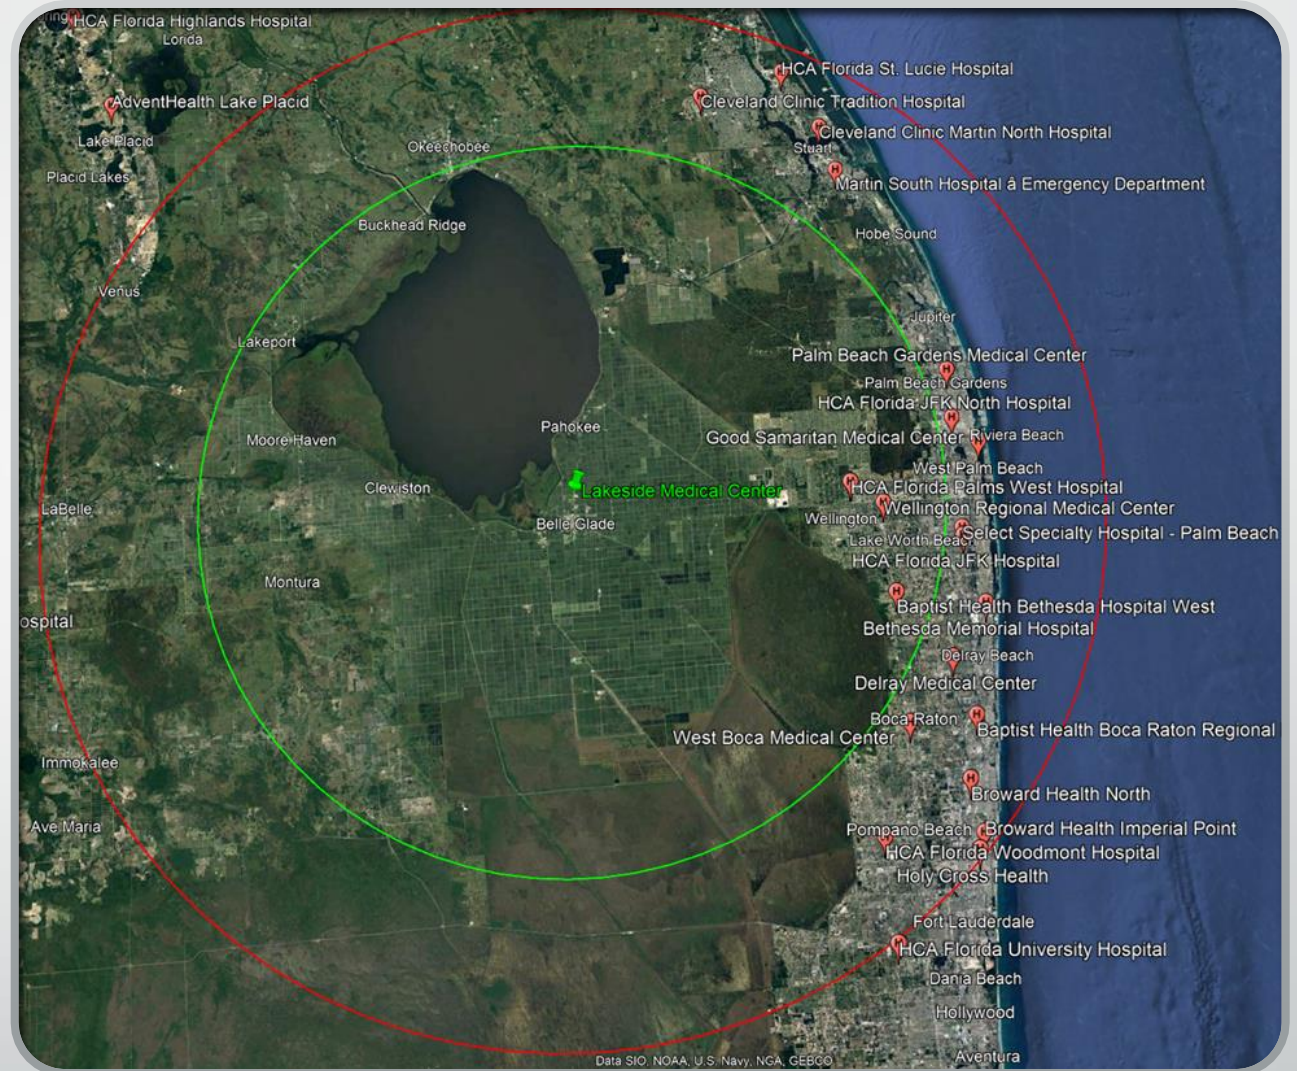 ring
HCA Florida Highlands Hospital
Lorida
HCA Florida St. Lucie Hospital
AdventHealth Lake Placid
Cleveland Clinic Tradition Hospital
Cleveland Clinic Martin North Hospital
Lake Placid
Okeechobee
Stuart
Placid Lakes
Martin South Hospital â Emergency Department
Buckhead Ridge
Hobe Sound
Venus
Jupiter
Lakeport
Palm Beach Gardens Medical Center
Palm Beach Gardens
HCA Florida JFK North Hospital
Pahokee
Moore Haven
Good Samaritan Medical Center
Riviera Beach
West Palm Beach
Clewiston
Lakeside Medical Center
HCA Florida Palms West Hospital
LaBelle
Wellington Regional Medical Center
Wellington
Belle Glade
Select Specialty Hospital - Palm Beach
Lake Worth Beach
HCA Florida JFK Hospital
Montura
Baptist Health Bethesda Hospital West
ospital
Bethesda Memorial Hospital
Delray Beach
Delray Medical Center
Boca Raton
Baptist Health Boca Raton Regional
West Boca Medical Center
Immokalee
Broward Health North
Ave Maria
Pompano Beach
Broward Health Imperial Point
HCA Florida Woodmont Hospital
Holy Cross Health
Fort Lauderdale
HCA Florida University Hospital
Dania Beach
Hollywood
Aventura
Data SIO, NOAA, U.S. Navy, NGA, GEBCO